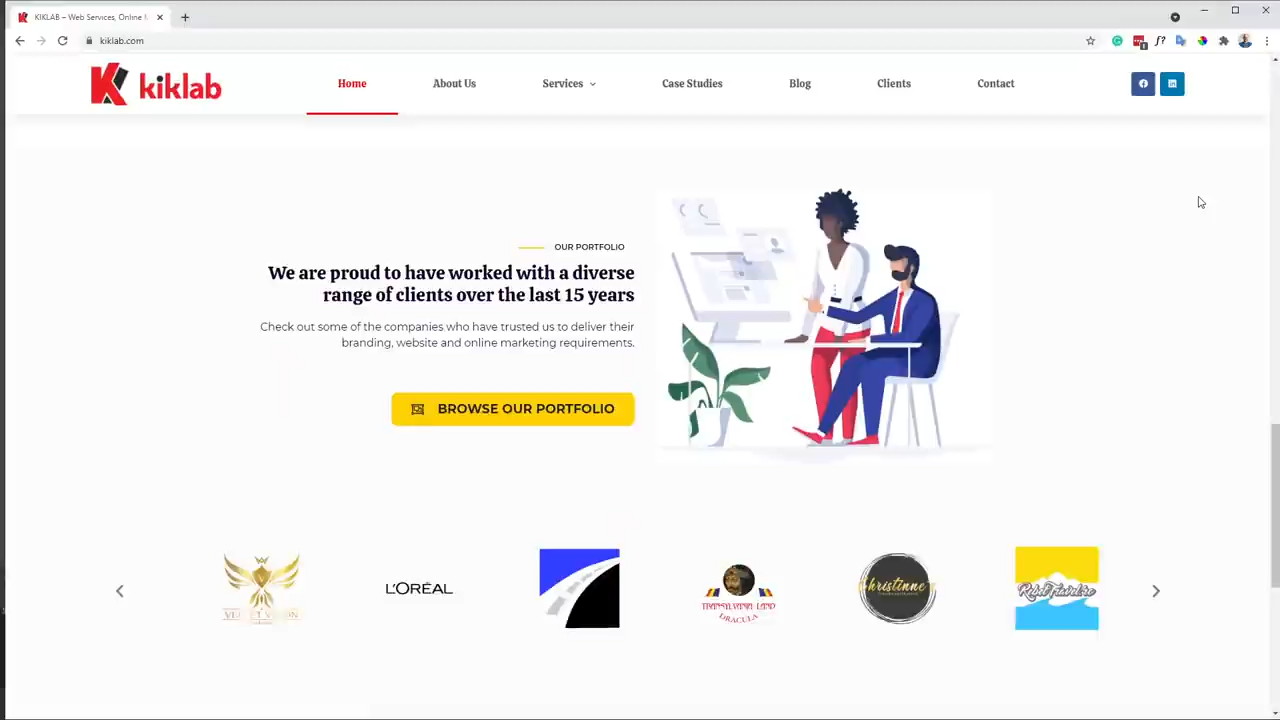 KIKLAB – Web Services, Online M
kiklab.com
f?
kiklab
Home
About Us
Services
Case Studies
Blog
Clients
Contact
OUR PORTFOLIO
We are proud to have worked with a diverse
range of clients over the last 15 years
Check out some of the companies who have trusted us to deliver their
branding, website and online marketing requirements.
BROWSE OUR PORTFOLIO
L'ORÉAL
TRANSYLVANIA LAND
DRACULA
Christinne's